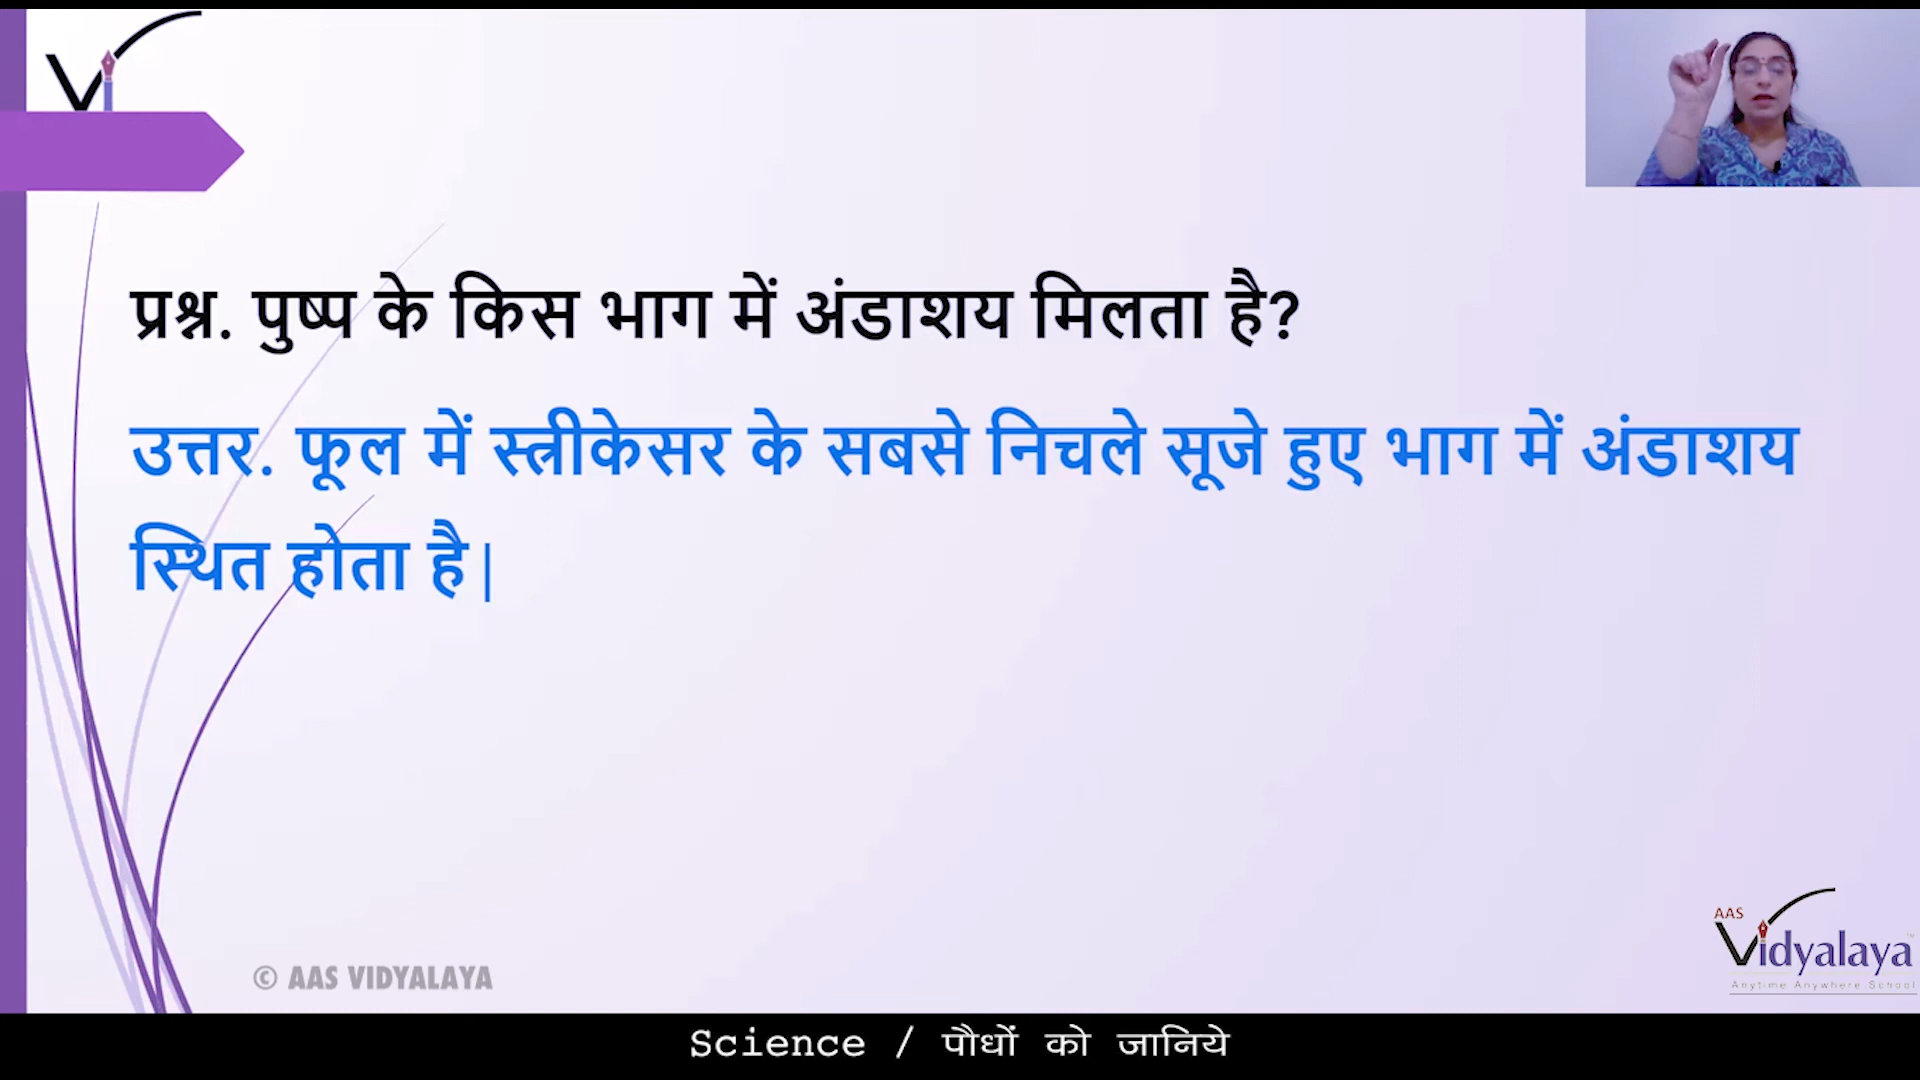 प्रश्न. पुष्प के किस भाग में अंडाशय मिलता है?
उत्तर. फूल में स्त्रीकेसर के सबसे निचले सूजे हुए भाग में अंडाशय
स्थित होता है|
AAS
Vidyalaya
Anytime Anywhere School
© AAS VIDYALAYA
Science / पौधों को जानिये